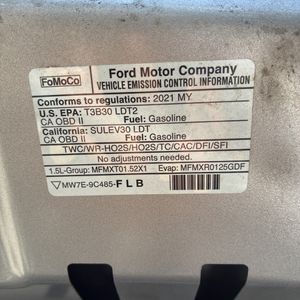 FoMoCo
Ford Motor Company
VEHICLE EMISSION CONTROL INFORMATION
Conforms to regulations: 2021 MY
U.S. EPA: T3B30 LDT2
CA OBD II Fuel: Gasoline
California: SULEV30 LDT
CA OBD II Fuel: Gasoline
TWC/WR-HO2S/HO2S/TC/CAC/DFI/SFI
No adjustments needed.
1.5L-Group: MFMXT01.52X1 Evap: MFMXR0125GDF
MW7E-9C485-FLB